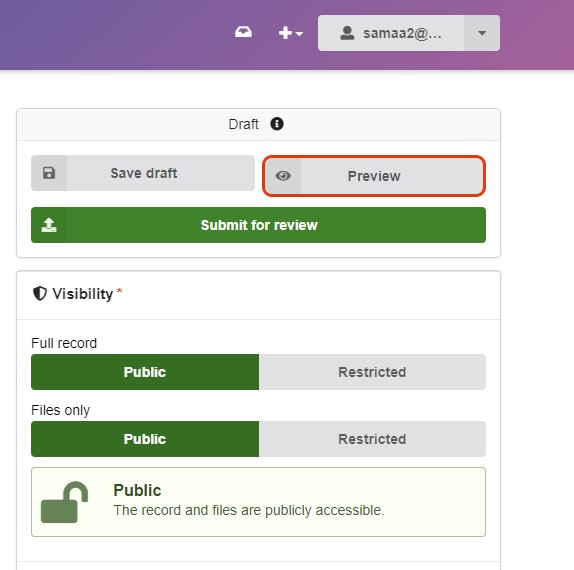 samaa2@...
Draft
Save draft
Preview
Submit for review
Visibility *
Full record
Public
Restricted
Files only
Public
Restricted
Public
The record and files are publicly accessible.